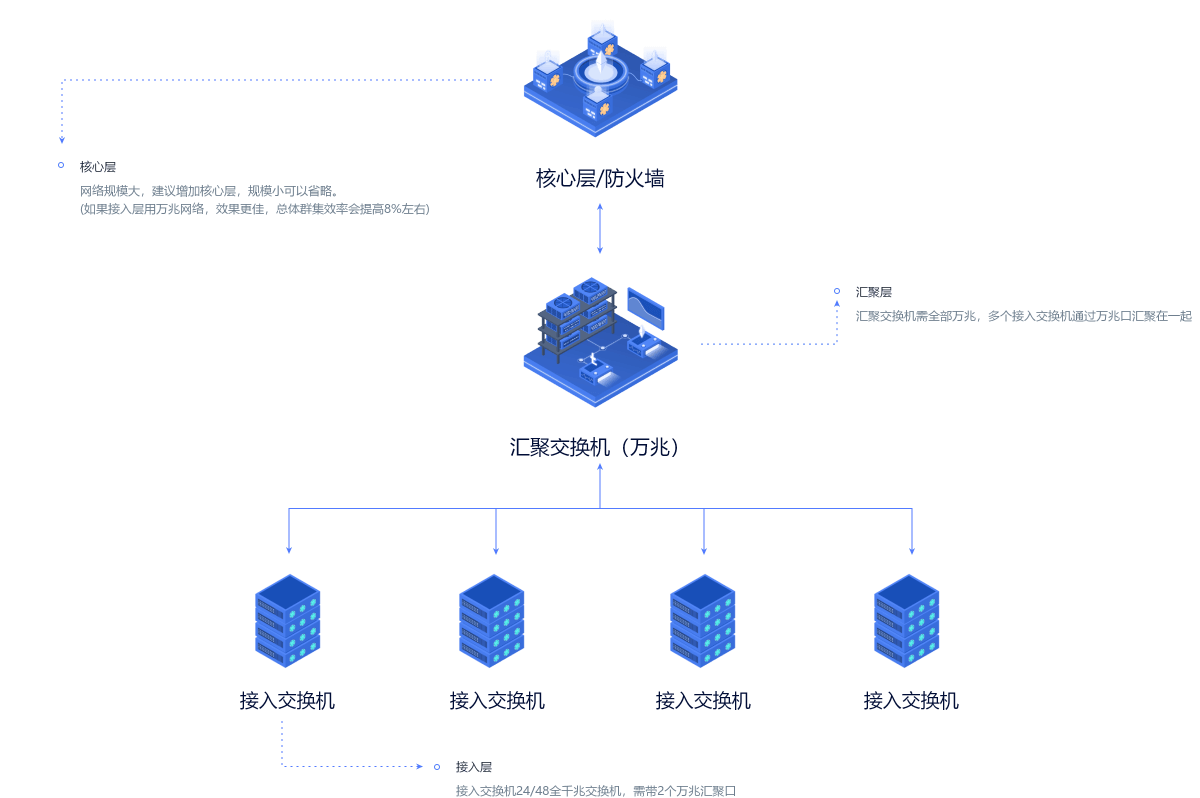 核心层
网络规模大，建议增加核心层，规模小可以省略。
(如果接入层用万兆网络，效果更佳，总体群集效率会提高8%左右)
核心层/防火墙
汇聚层
汇聚交换机需全部万兆，多个接入交换机通过万兆口汇聚在一起
汇聚交换机（万兆）
接入交换机
接入交换机
接入交换机
接入交换机
接入层
接入交换机24/48全千兆交换机，需带2个万兆汇聚口